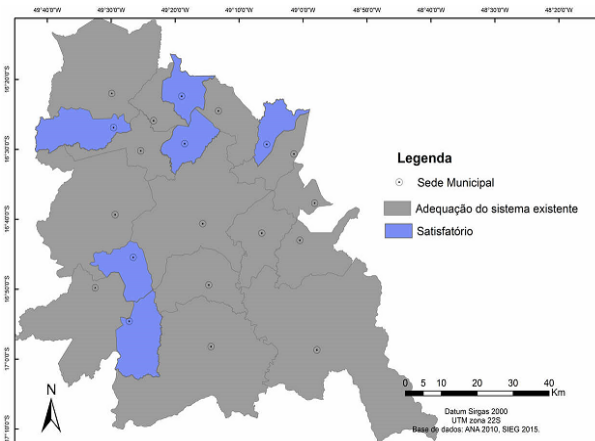 49°40'0"O 49°30'0"O 49°20'0"O 49°10'0"O 49°0'0"O 48°50'0"O 48°40'0"O 48°30'0"O 48°20'0"O
16°20'0"S
16°30'0"S
16°40'0"S
16°50'0"S
17°0'0"S
17°10'0"S
Legenda
Sede Municipal
Adequação do sistema existente
Satisfatório
N
0 5 10 20 30 40
Km
Datum Sirgas 2000
UTM zona 22S
Base de dados: ANA 2010, SIEG 2015.